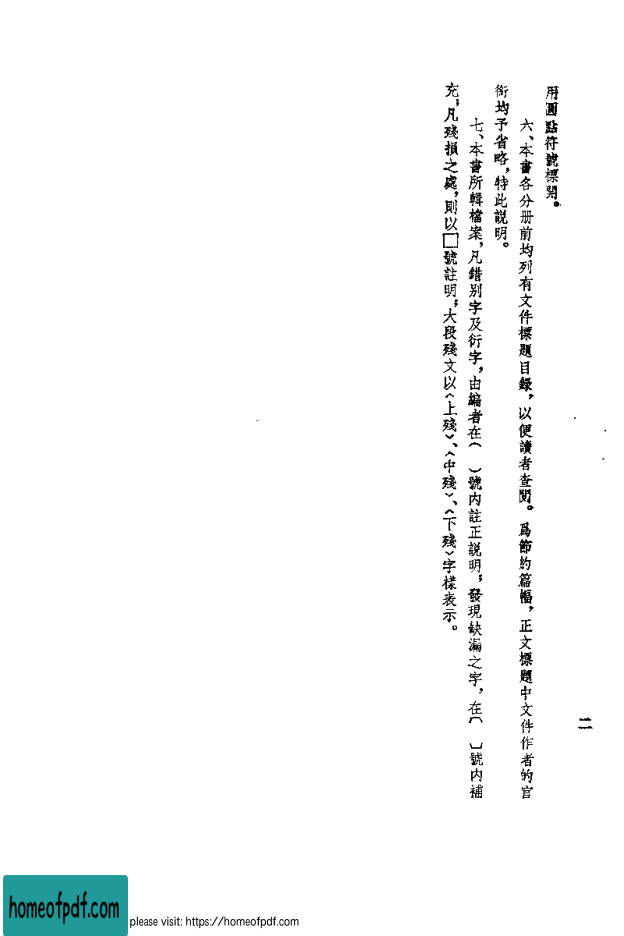 用圓點符號標開。
六、本書各分册前均列有文件標題目錄，以便讀者查閱。爲節約篇幅，正文標題中文件作者的官
銜均予省略，特此説明。
七、本書所輯檔案，凡錯别字及衍字，由編者在（　）號内註正説明，發現缺漏之字，在〔　〕號内補
充，凡殘損之處，則以□號註明，大段殘文以〈上殘〉、〈中殘〉、〈下殘〉字樣表示。
二
homeofpdf.com
please visit: https://homeofpdf.com